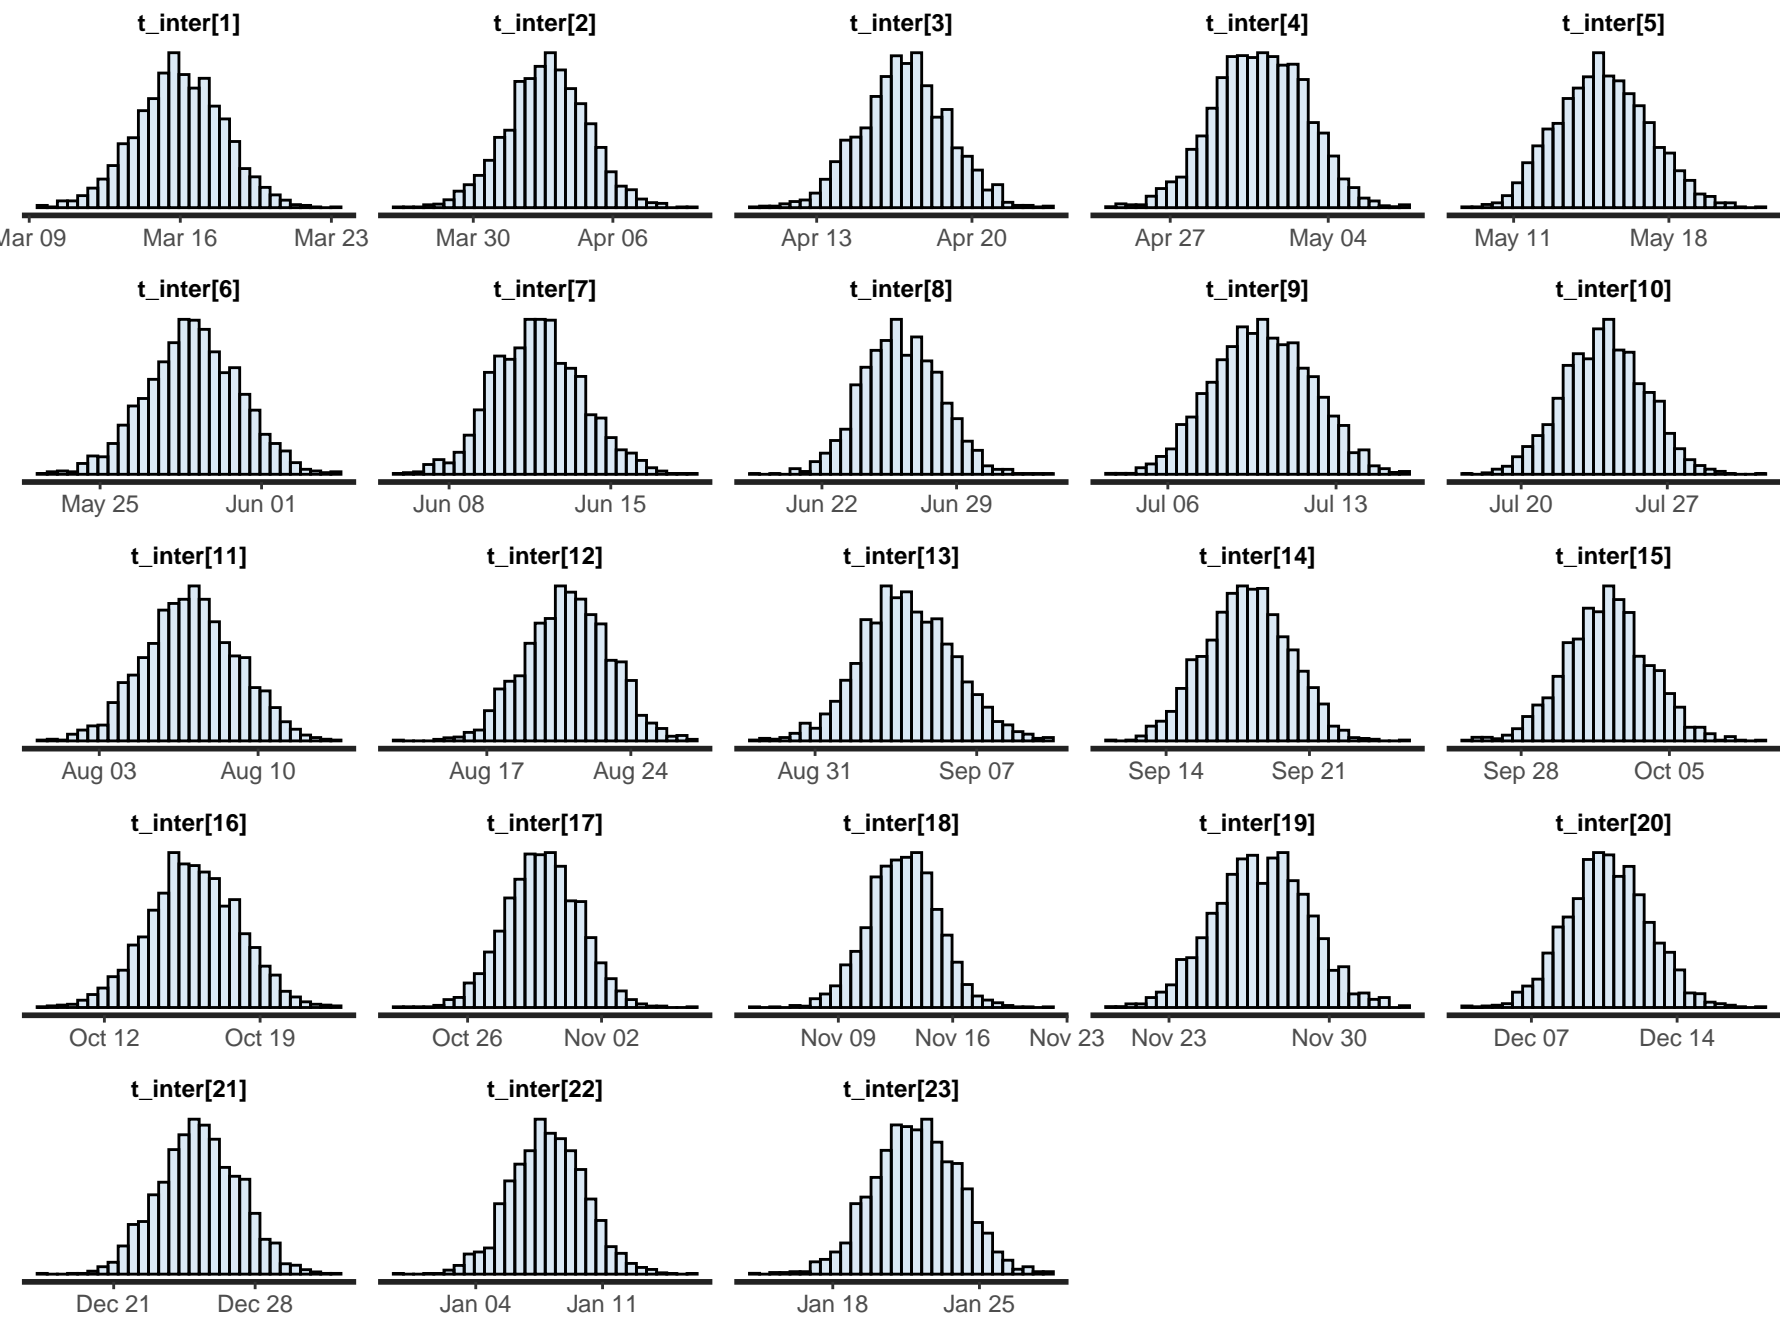 t_inter[1] t_inter[2] t_inter[3] t_inter[4] t_inter[5]
Mar 09 Mar 16 Mar 23 Mar 30 Apr 06 Apr 13 Apr 20 Apr 27 May 04 May 11 May 18
t_inter[6] t_inter[7] t_inter[8] t_inter[9] t_inter[10]
May 25 Jun 01 Jun 08 Jun 15 Jun 22 Jun 29 Jul 06 Jul 13 Jul 20 Jul 27
t_inter[11] t_inter[12] t_inter[13] t_inter[14] t_inter[15]
Aug 03 Aug 10 Aug 17 Aug 24 Aug 31 Sep 07 Sep 14 Sep 21 Sep 28 Oct 05
t_inter[16] t_inter[17] t_inter[18] t_inter[19] t_inter[20]
Oct 12 Oct 19 Oct 26 Nov 02 Nov 09 Nov 16 Nov 23 Nov 23 Nov 30 Dec 07 Dec 14
t_inter[21] t_inter[22] t_inter[23]
Dec 21 Dec 28 Jan 04 Jan 11 Jan 18 Jan 25